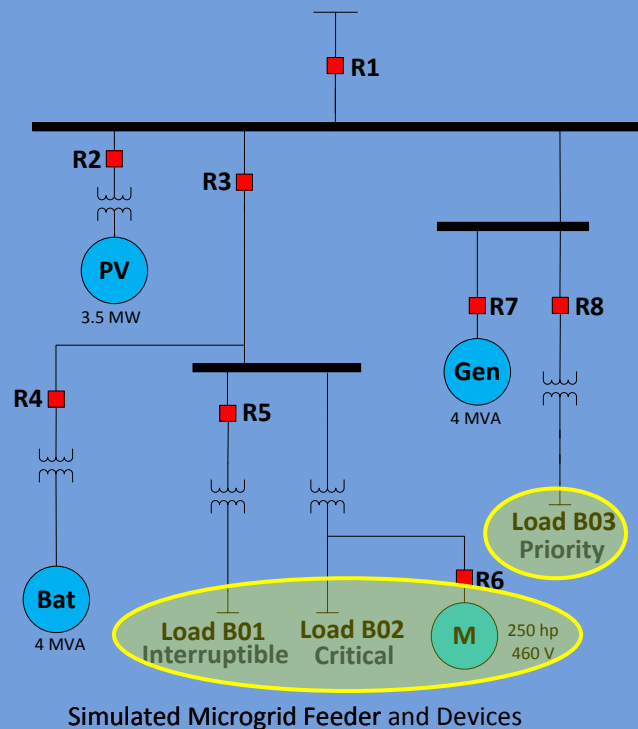 R1
R2
R3
PV
3.5 MW
R7
R8
Gen
4 MVA
R4
R5
Load B03
Priority
R6
Bat
4 MVA
Load B01
Interruptible
Load B02
Critical
M
250 hp
460 V
Simulated Microgrid Feeder and Devices